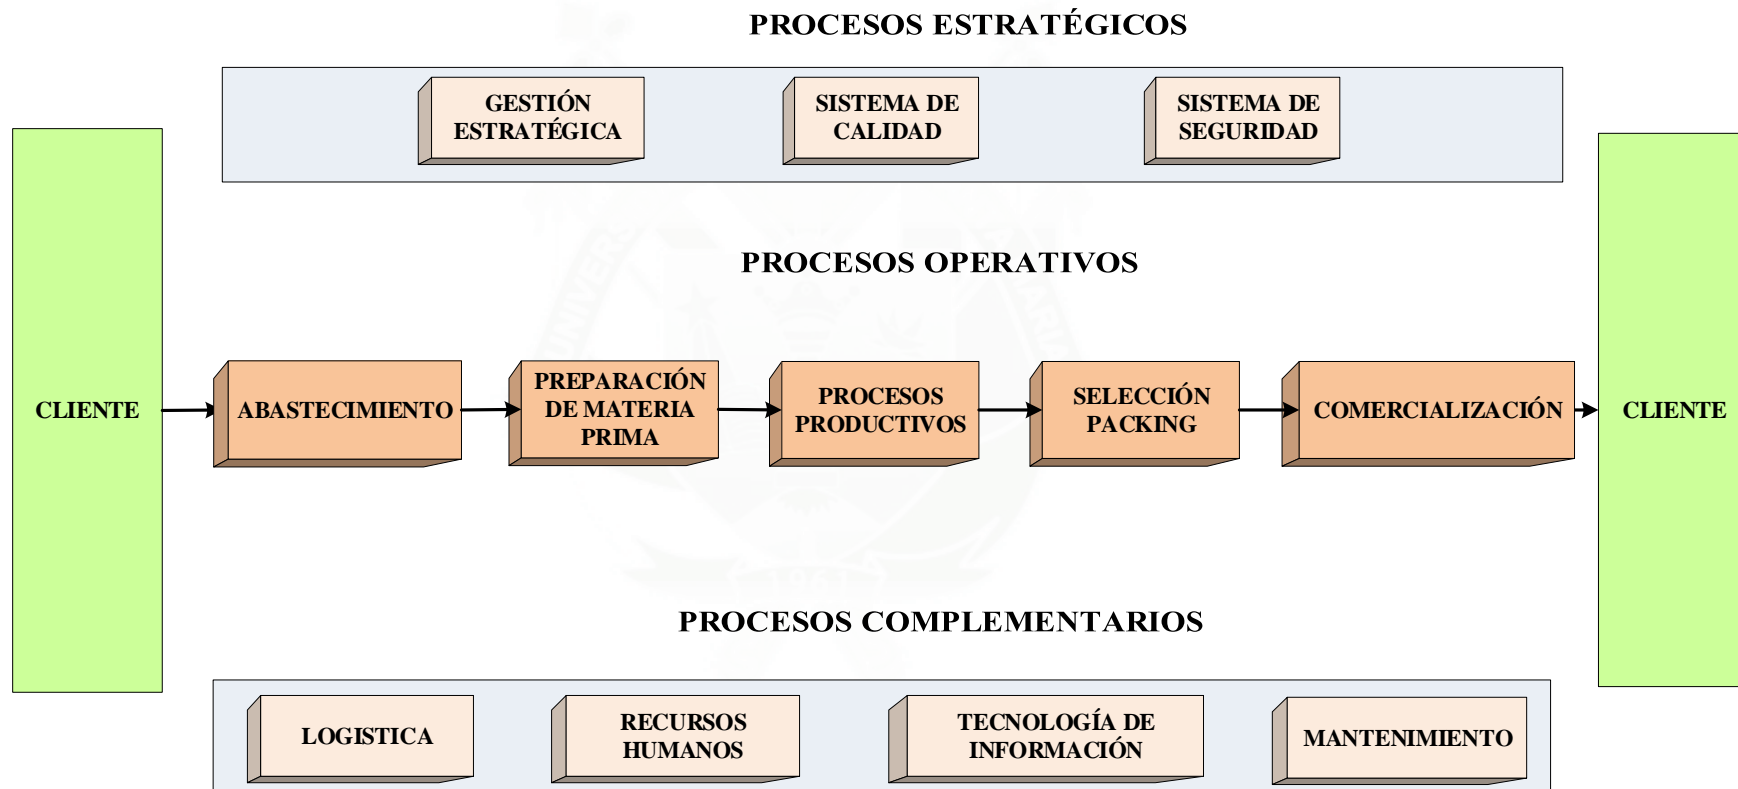 PROCESOS ESTRATÉGICOS
GESTIÓN
ESTRATÉGICA
SISTEMA DE
CALIDAD
SISTEMA DE
SEGURIDAD
PROCESOS OPERATIVOS
CLIENTE
ABASTECIMIENTO
PREPARACIÓN
DE MATERIA
PRIMA
PROCESOS
PRODUCTIVOS
SELECCIÓN
PACKING
COMERCIALIZACIÓN
CLIENTE
1961
PROCESOS COMPLEMENTARIOS
LOGISTICA
RECURSOS
HUMANOS
TECNOLOGÍA DE
INFORMACIÓN
MANTENIMIENTO